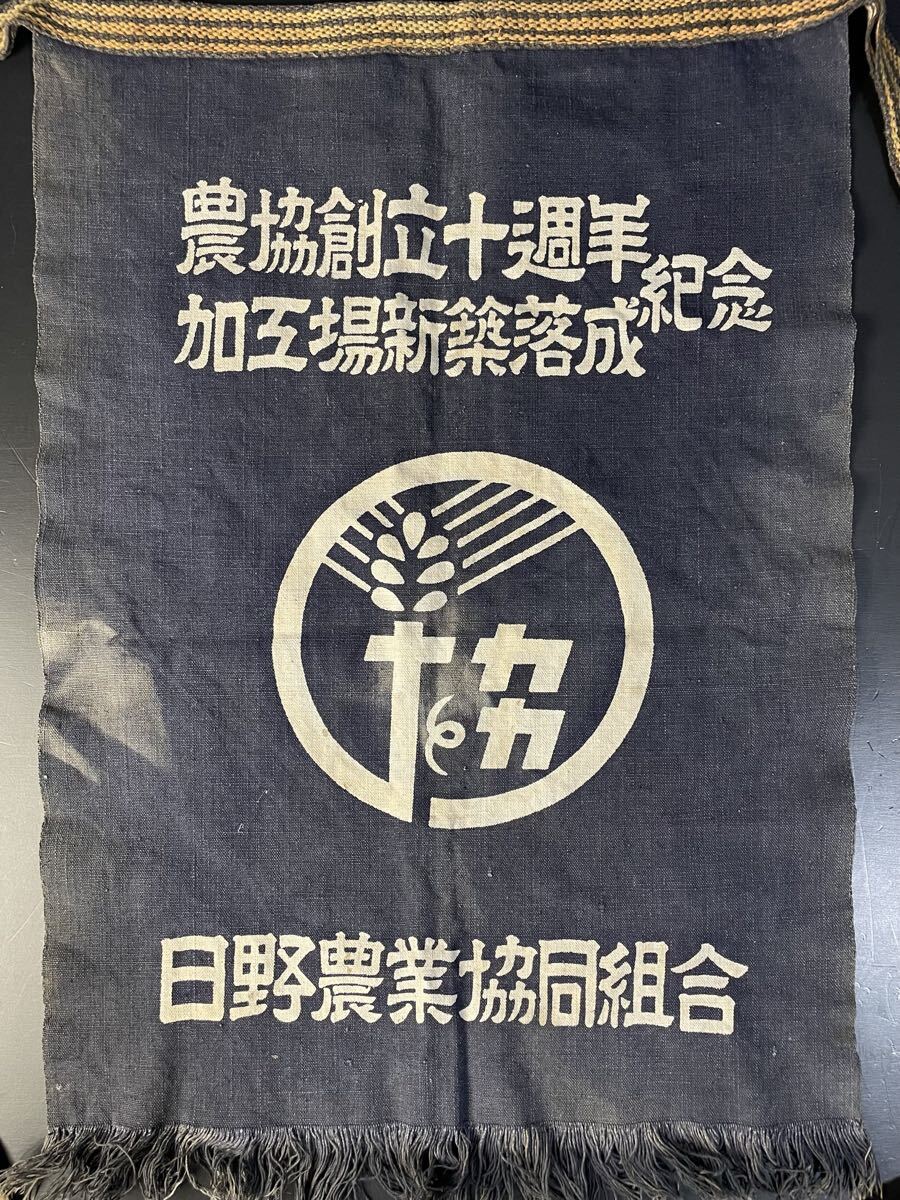 農協創立十週年
加工場新築落成
紀念
協
日野農業協同組合